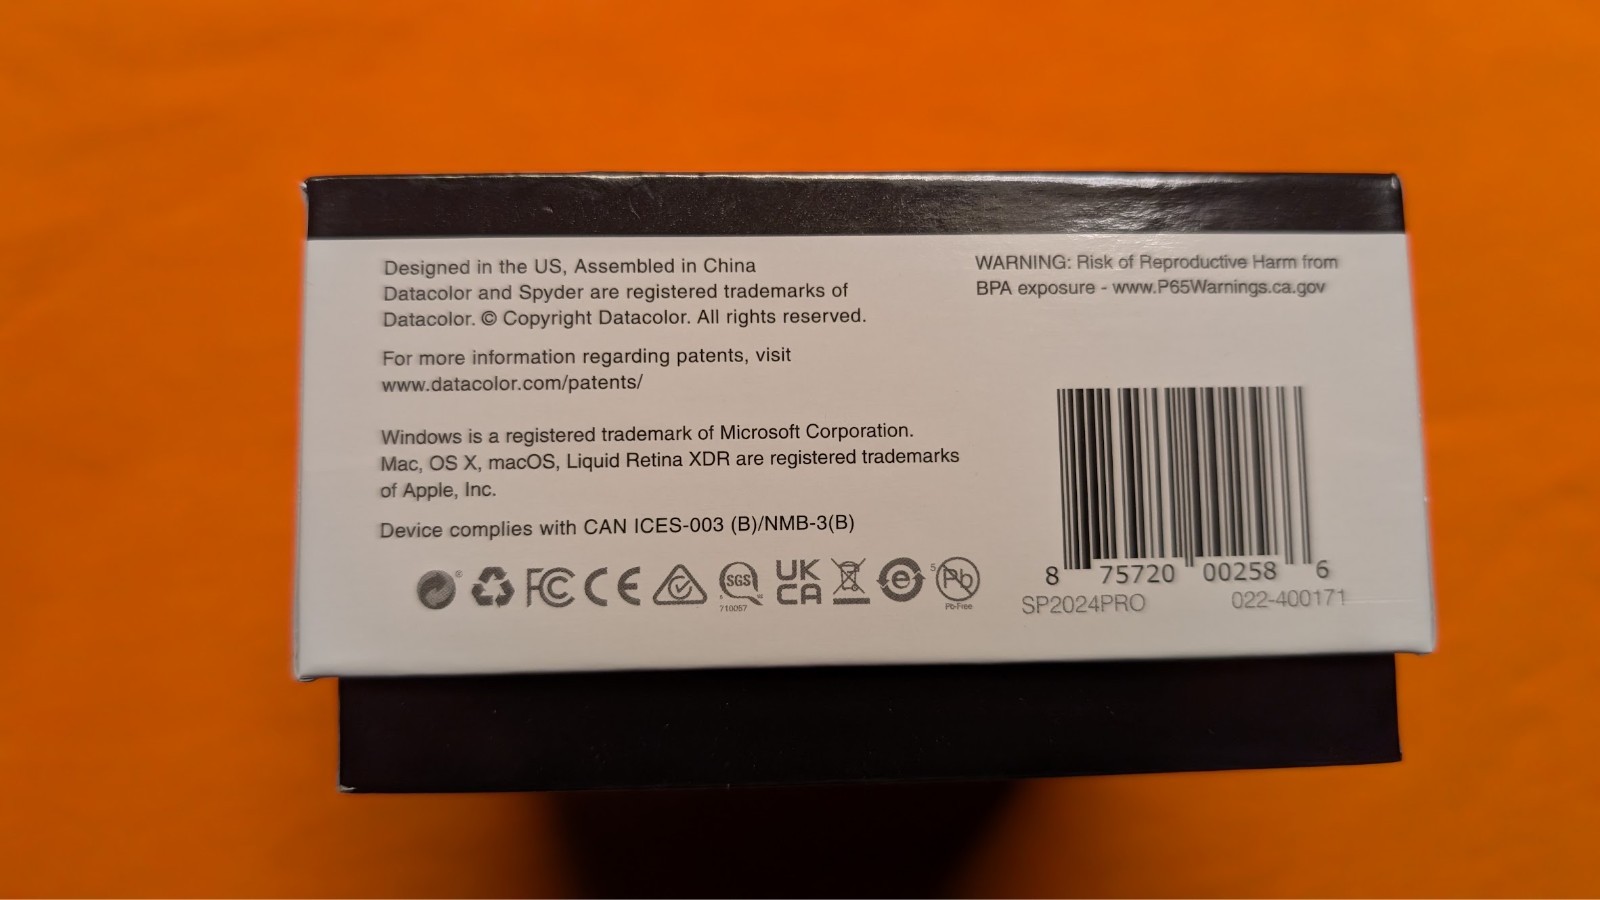 Designed in the US, Assembled in China
Datacolor and Spyder are registered trademarks of
Datacolor. © Copyright Datacolor. All rights reserved.
For more information regarding patents, visit
www.datacolor.com/patents/
Windows is a registered trademark of Microsoft Corporation.
Mac, OS X, macOS, Liquid Retina XDR are registered trademarks
of Apple, Inc.
Device complies with CAN ICES-003 (B)/NMB-3(B)
® FC CE SGS UK CA e 5 Pb
710067 Pb-Free
WARNING: Risk of Reproductive Harm from
BPA exposure - www.P65Warnings.ca.gov
8 75720 00258 6
SP2024PRO 022-400171